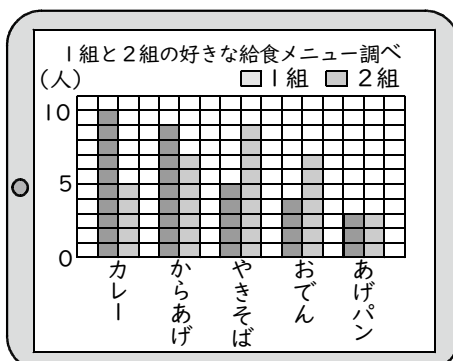 1組と2組の好きな給食メニュー調べ
(人)
□1組 ■2組
10
5
0
カレー
からあげ
やきそば
おでん
あげパン